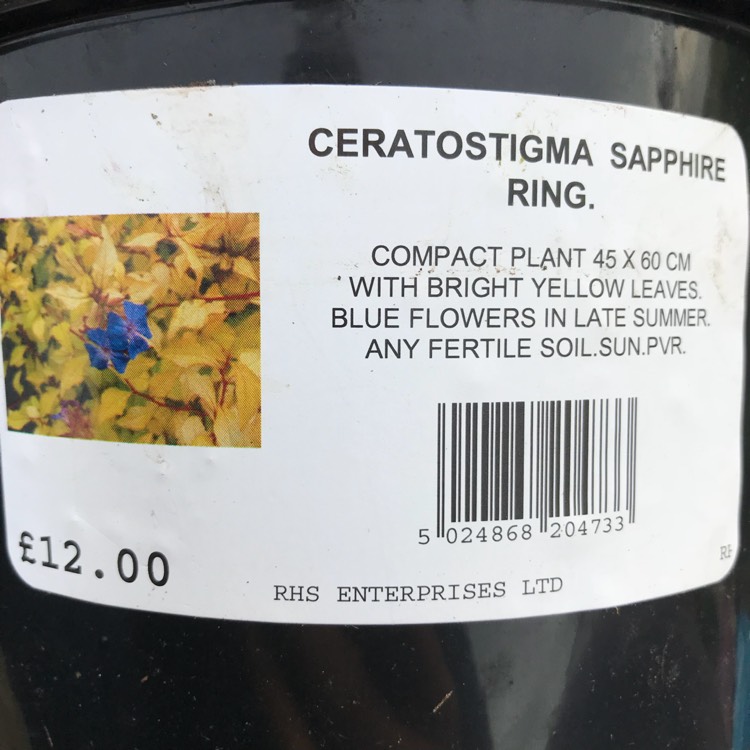 CERATOSTIGMA SAPPHIRE
RING.
COMPACT PLANT 45 X 60 CM
WITH BRIGHT YELLOW LEAVES.
BLUE FLOWERS IN LATE SUMMER.
ANY FERTILE SOIL.SUN.PVR.
5 024868 204733
£12.00
RHS ENTERPRISES LTD